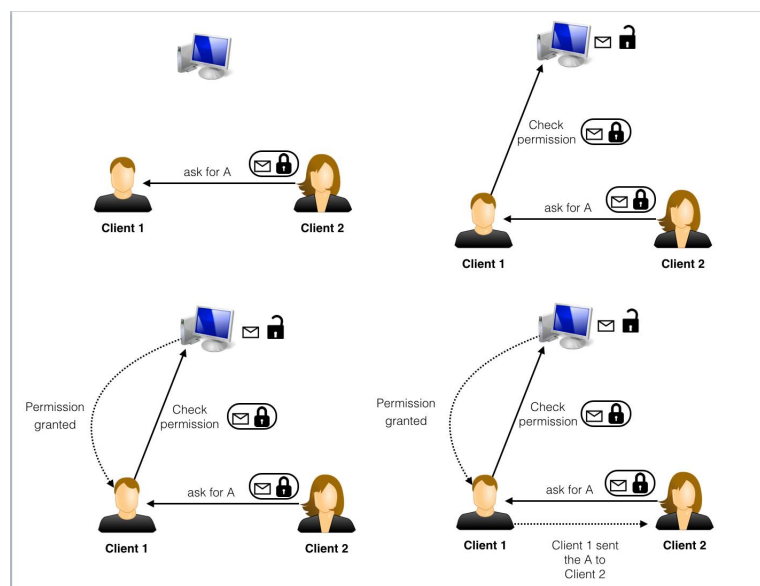 ask for A
Client 1
Client 2
Check
permission
ask for A
Client 1
Client 2
Permission
granted
Check
permission
ask for A
Client 1
Client 2
Permission
granted
Check
permission
ask for A
Client 1
Client 2
Client 1 sent
the A to
Client 2